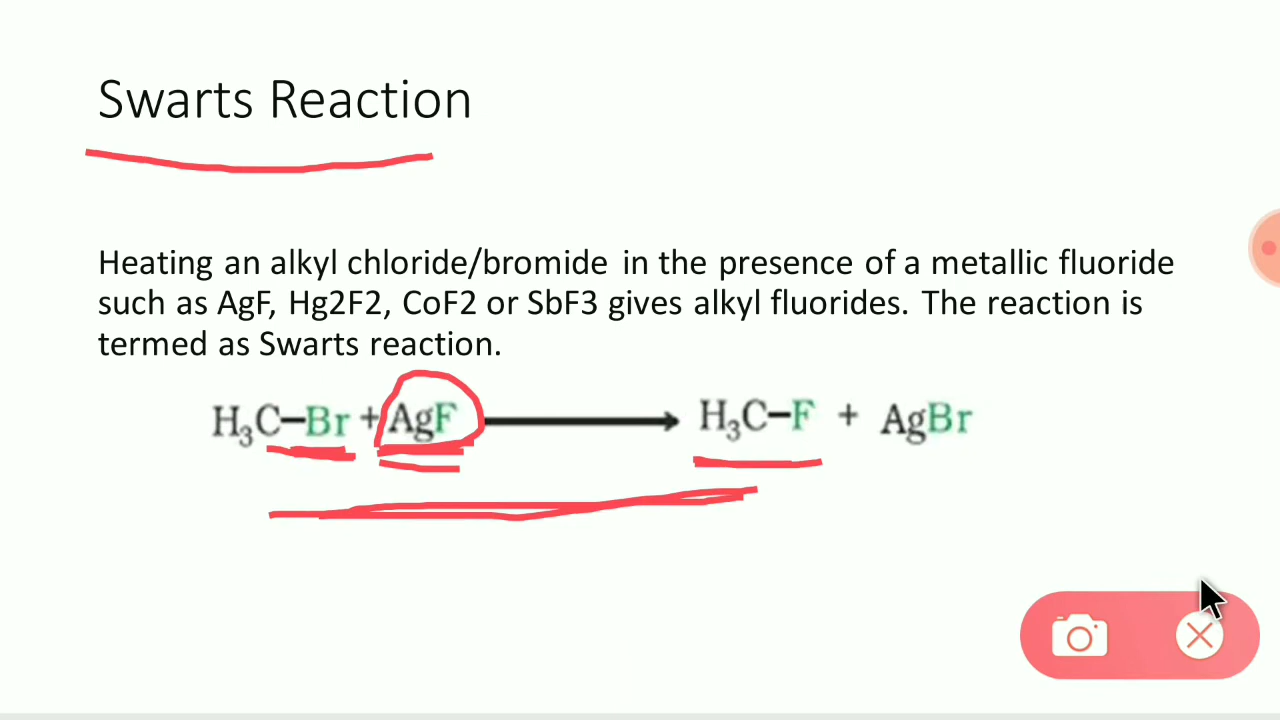 Swarts Reaction
Heating an alkyl chloride/bromide in the presence of a metallic fluoride
such as AgF, Hg2F2, CoF2 or SbF3 gives alkyl fluorides. The reaction is
termed as Swarts reaction.
H₃C–Br + AgF ⟶ H₃C–F + AgBr